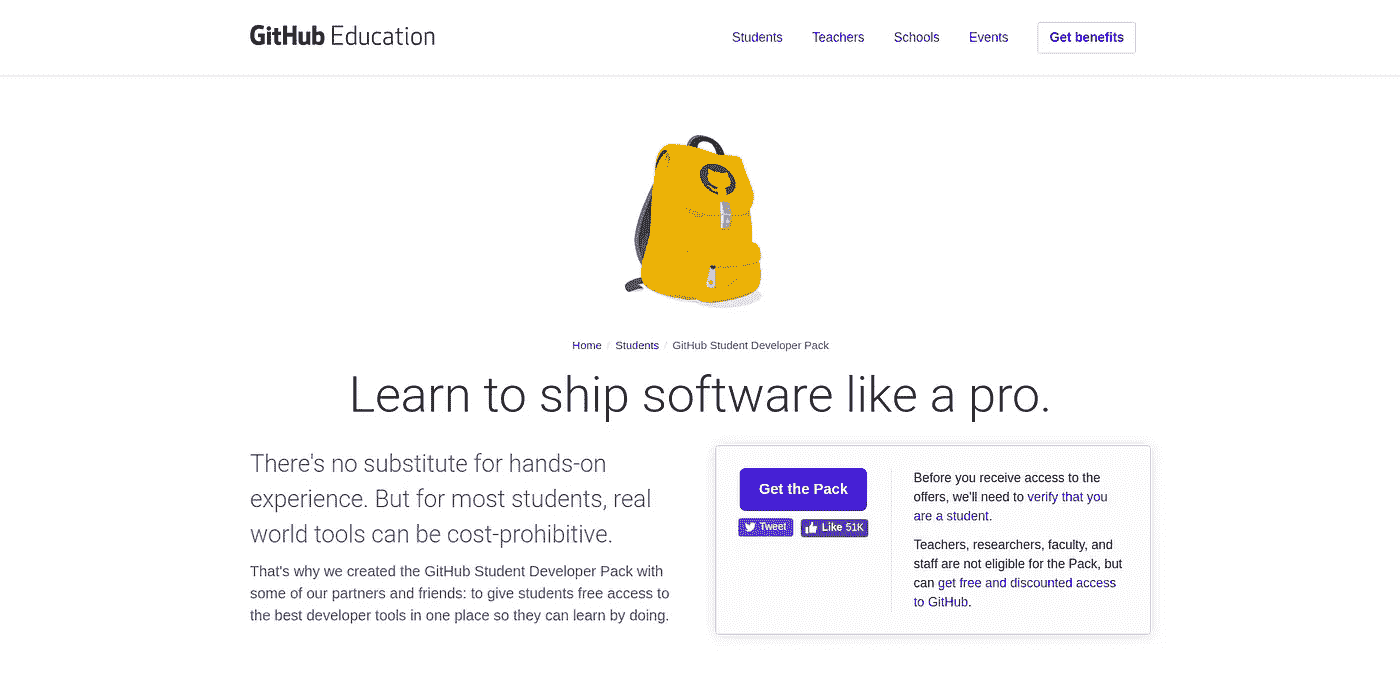 GitHub Education
Students Teachers Schools Events Get benefits
Home / Students / GitHub Student Developer Pack
Learn to ship software like a pro.
There's no substitute for hands-on
experience. But for most students, real
world tools can be cost-prohibitive.
That's why we created the GitHub Student Developer Pack with
some of our partners and friends: to give students free access to
the best developer tools in one place so they can learn by doing.
Get the Pack
Tweet Like 51K
Before you receive access to the
offers, we'll need to verify that you
are a student.
Teachers, researchers, faculty, and
staff are not eligible for the Pack, but
can get free and discounted access
to GitHub.